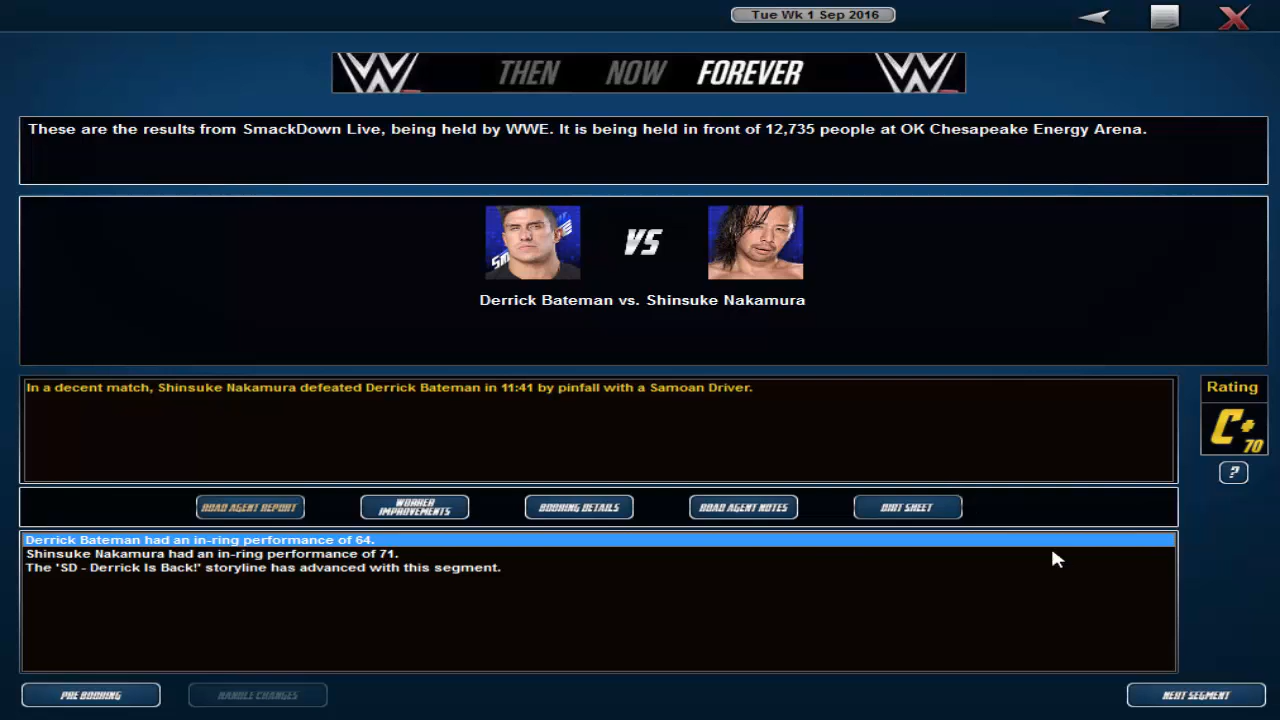 Tue Wk 1 Sep 2016
THEN NOW FOREVER
These are the results from SmackDown Live, being held by WWE. It is being held in front of 12,735 people at OK Chesapeake Energy Arena.
VS
Derrick Bateman vs. Shinsuke Nakamura
In a decent match, Shinsuke Nakamura defeated Derrick Bateman in 11:41 by pinfall with a Samoan Driver.
Rating
C+
70
?
ROAD AGENT REPORT
WORKER IMPROVEMENTS
BOOKING DETAILS
ROAD AGENT NOTES
DIRT SHEET
Derrick Bateman had an in-ring performance of 64.
Shinsuke Nakamura had an in-ring performance of 71.
The 'SD - Derrick Is Back!' storyline has advanced with this segment.
PRE BOOKING
HANDLE CHANGES
NEXT SEGMENT